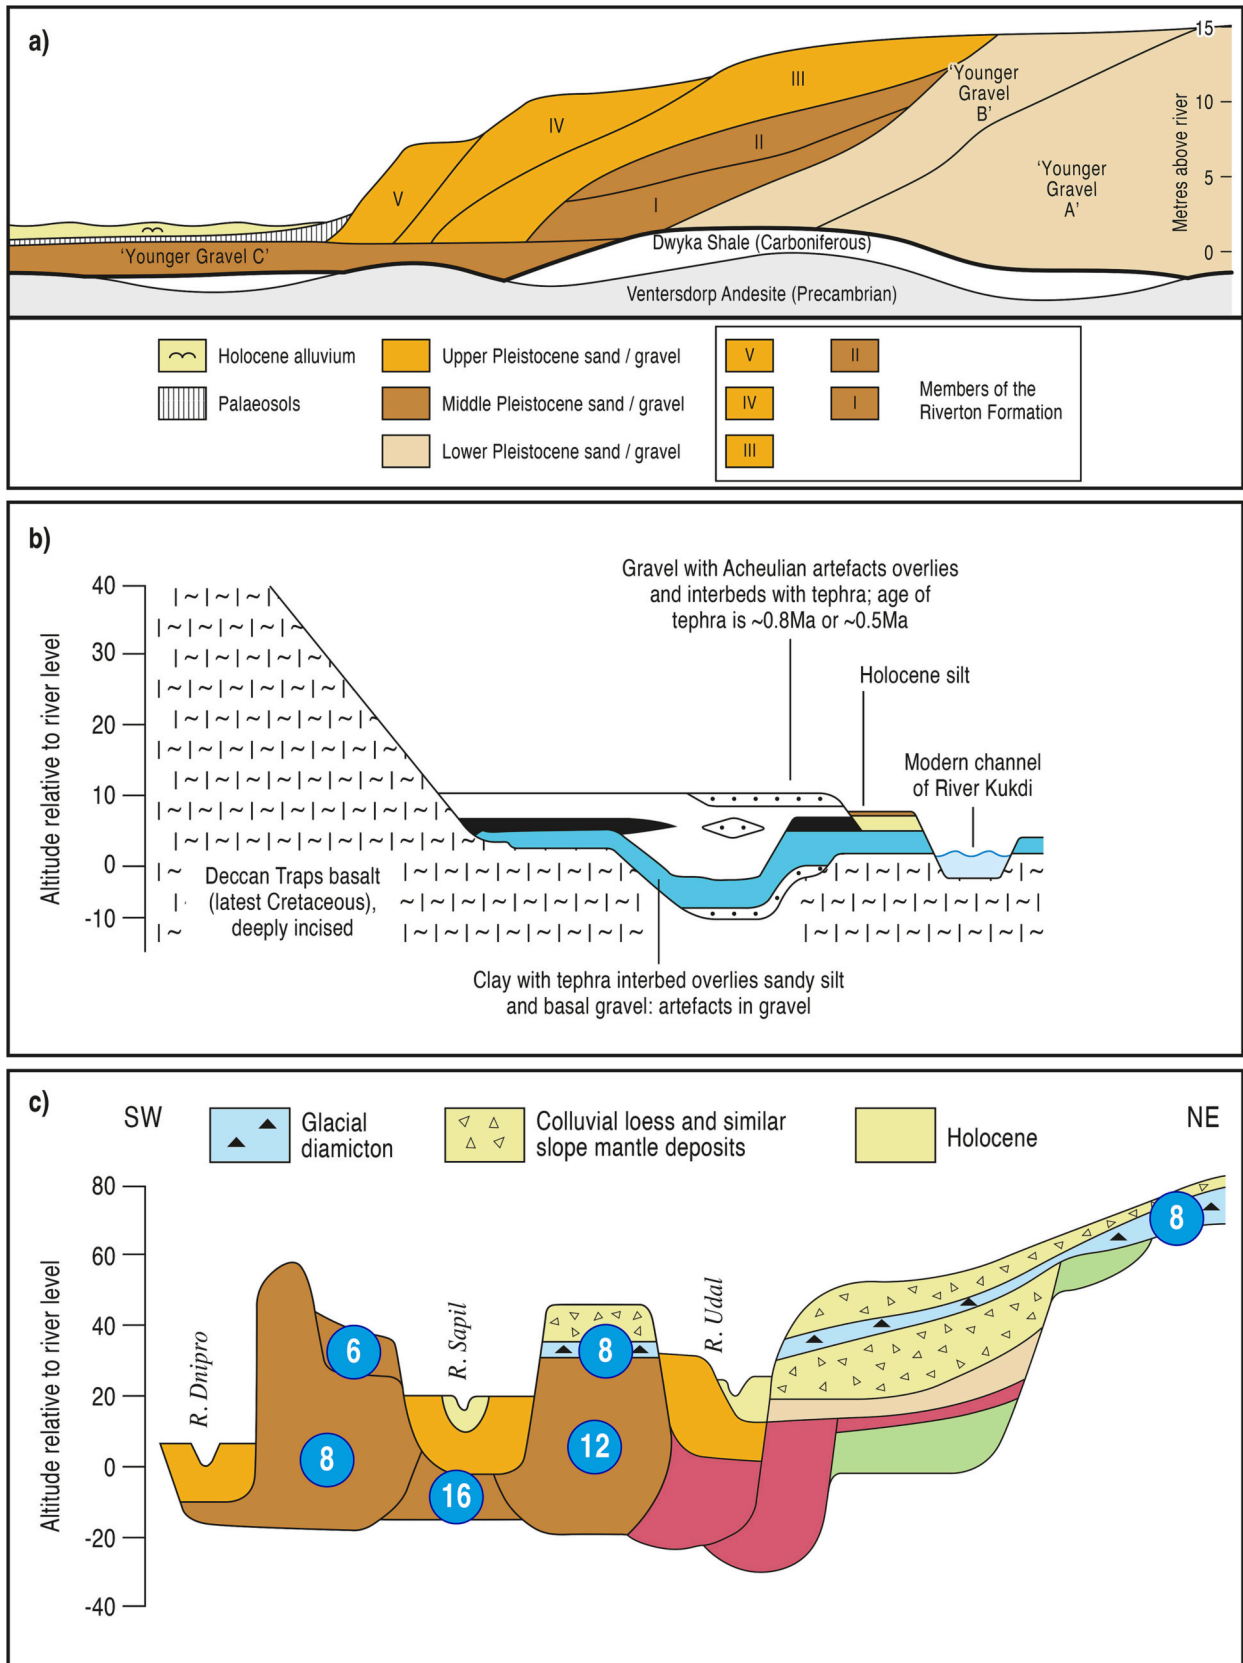 a)
15
10
5
0
Metres above river
III
IV
II
V
I
'Younger
Gravel
B'
'Younger
Gravel
A'
'Younger Gravel C'
Dwyka Shale (Carboniferous)
Ventersdorp Andesite (Precambrian)
Holocene alluvium
Palaeosols
Upper Pleistocene sand / gravel
Middle Pleistocene sand / gravel
Lower Pleistocene sand / gravel
V
II
IV
I
III
Members of the
Riverton Formation
b)
Altitude relative to river level
40
30
20
10
0
-10
Gravel with Acheulian artefacts overlies
and interbeds with tephra; age of
tephra is ~0.8Ma or ~0.5Ma
Holocene silt
Modern channel
of River Kukdi
Deccan Traps basalt
(latest Cretaceous),
deeply incised
Clay with tephra interbed overlies sandy silt
and basal gravel: artefacts in gravel
c)
SW
NE
Glacial
diamicton
Colluvial loess and similar
slope mantle deposits
Holocene
Altitude relative to river level
80
60
40
20
0
-20
-40
R. Dnipro
R. Sapil
R. Udal
8
6
8
12
8
16